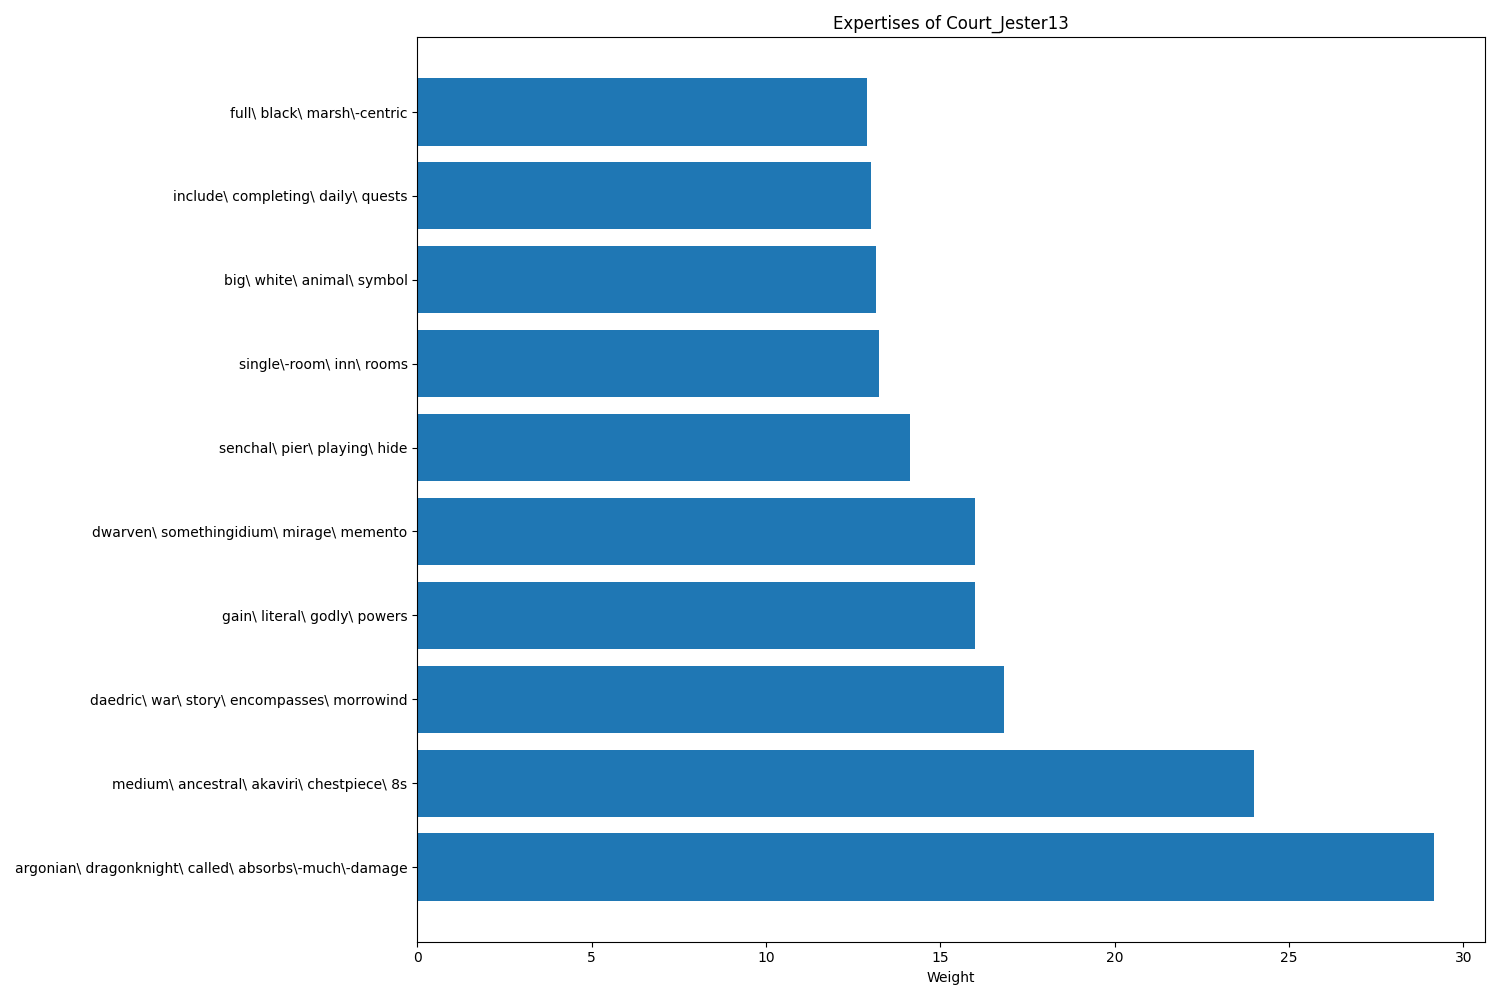 Expertises of Court_Jester13
full\ black\ marsh\-centric
include\ completing\ daily\ quests
big\ white\ animal\ symbol
single\-room\ inn\ rooms
senchal\ pier\ playing\ hide
dwarven\ somethingidium\ mirage\ memento
gain\ literal\ godly\ powers
daedric\ war\ story\ encompasses\ morrowind
medium\ ancestral\ akaviri\ chestpiece\ 8s
argonian\ dragonknight\ called\ absorbs\-much\-damage
0 5 10 15 20 25 30
Weight